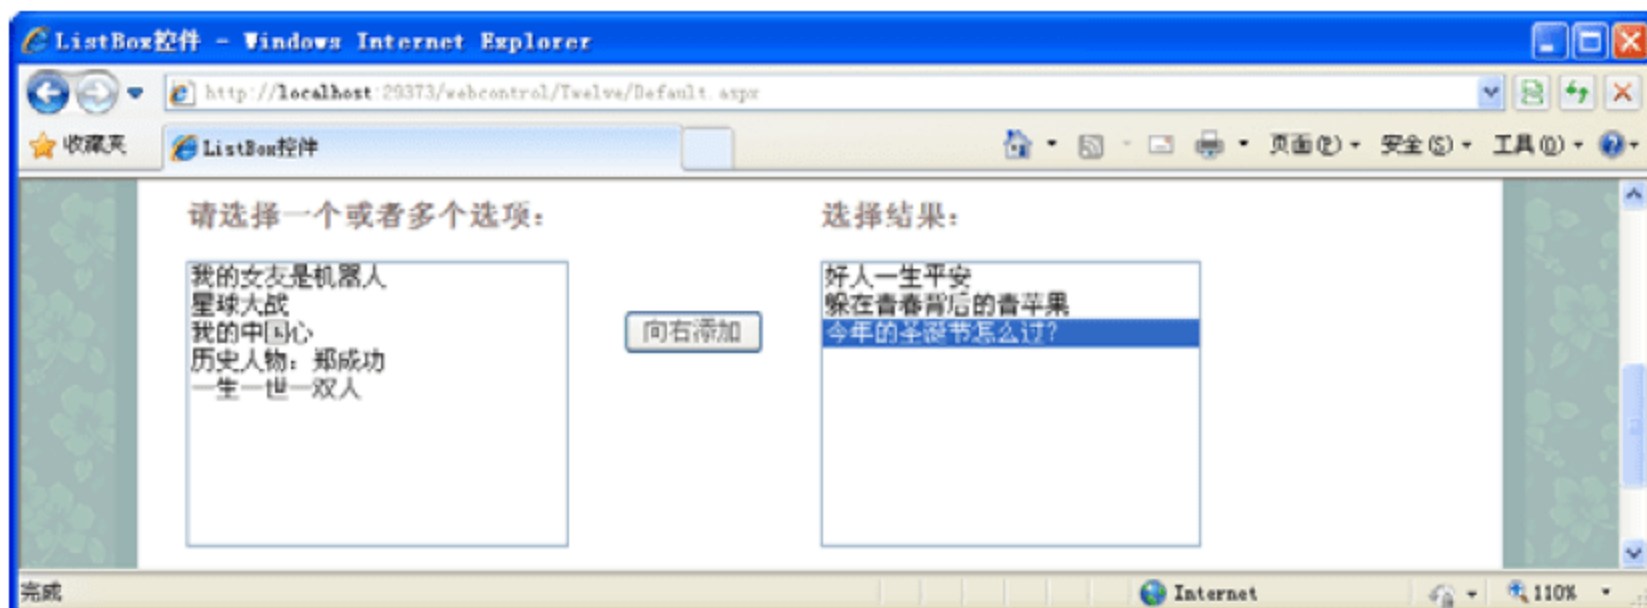 ListBox控件 - Windows Internet Explorer
http://localhost:29373/webcontrol/Twelve/Default.aspx
收藏夹
ListBox控件
页面(P)
安全(S)
工具(O)
请选择一个或者多个选项：
选择结果：
我的女友是机器人
星球大战
我的中国心
历史人物：郑成功
一生一世一双人
向右添加
好人一生平安
躲在青春背后的青苹果
今年的圣诞节怎么过？
完成
Internet
110%